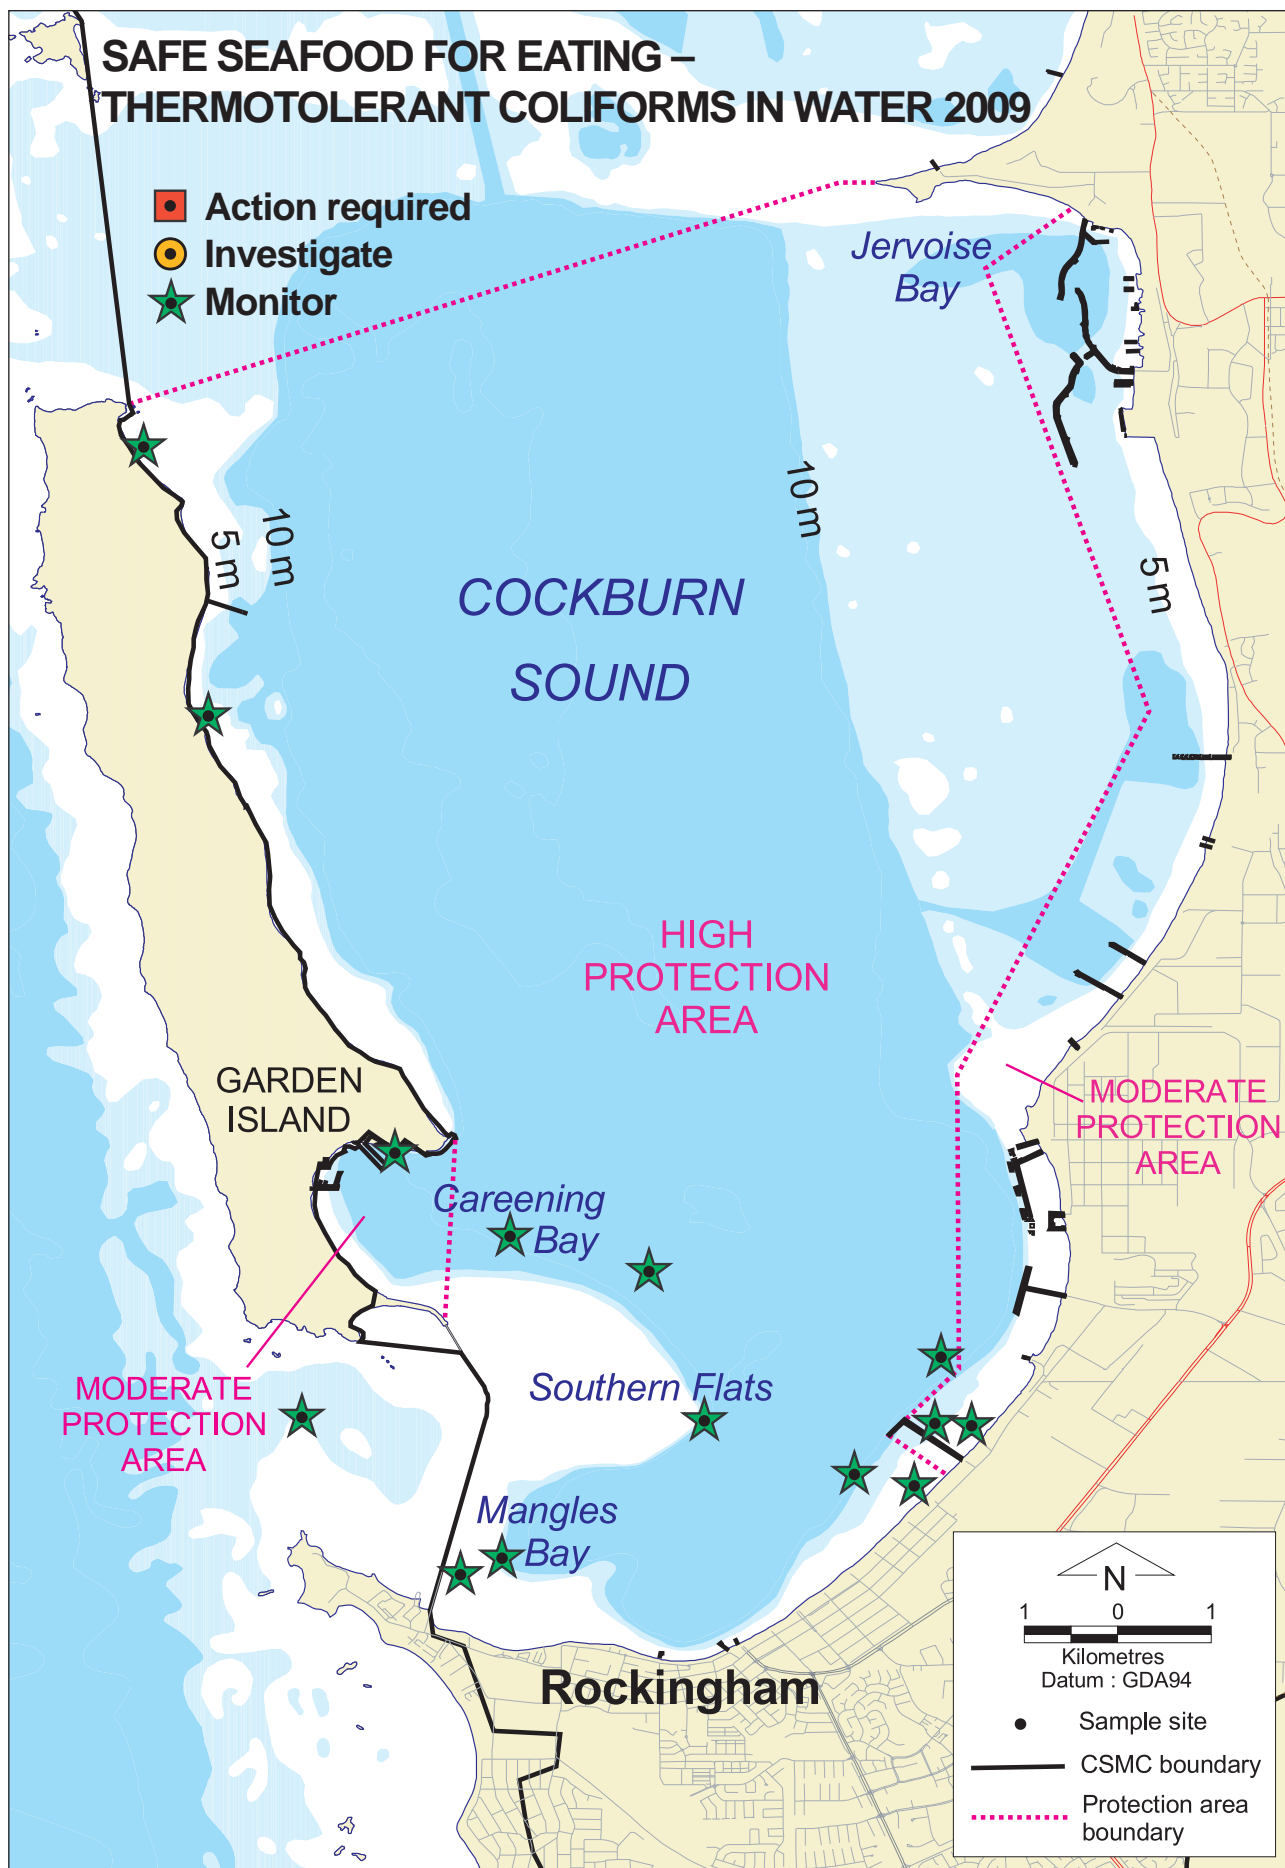 SAFE SEAFOOD FOR EATING –
THERMOTOLERANT COLIFORMS IN WATER 2009
Action required
Investigate
Monitor
Jervoise
Bay
10 m
5 m
10 m
5 m
COCKBURN
SOUND
HIGH
PROTECTION
AREA
GARDEN
ISLAND
MODERATE
PROTECTION
AREA
Careening
Bay
Southern Flats
MODERATE
PROTECTION
AREA
Mangles
Bay
Rockingham
N
1 0 1
Kilometres
Datum : GDA94
Sample site
CSMC boundary
Protection area
boundary